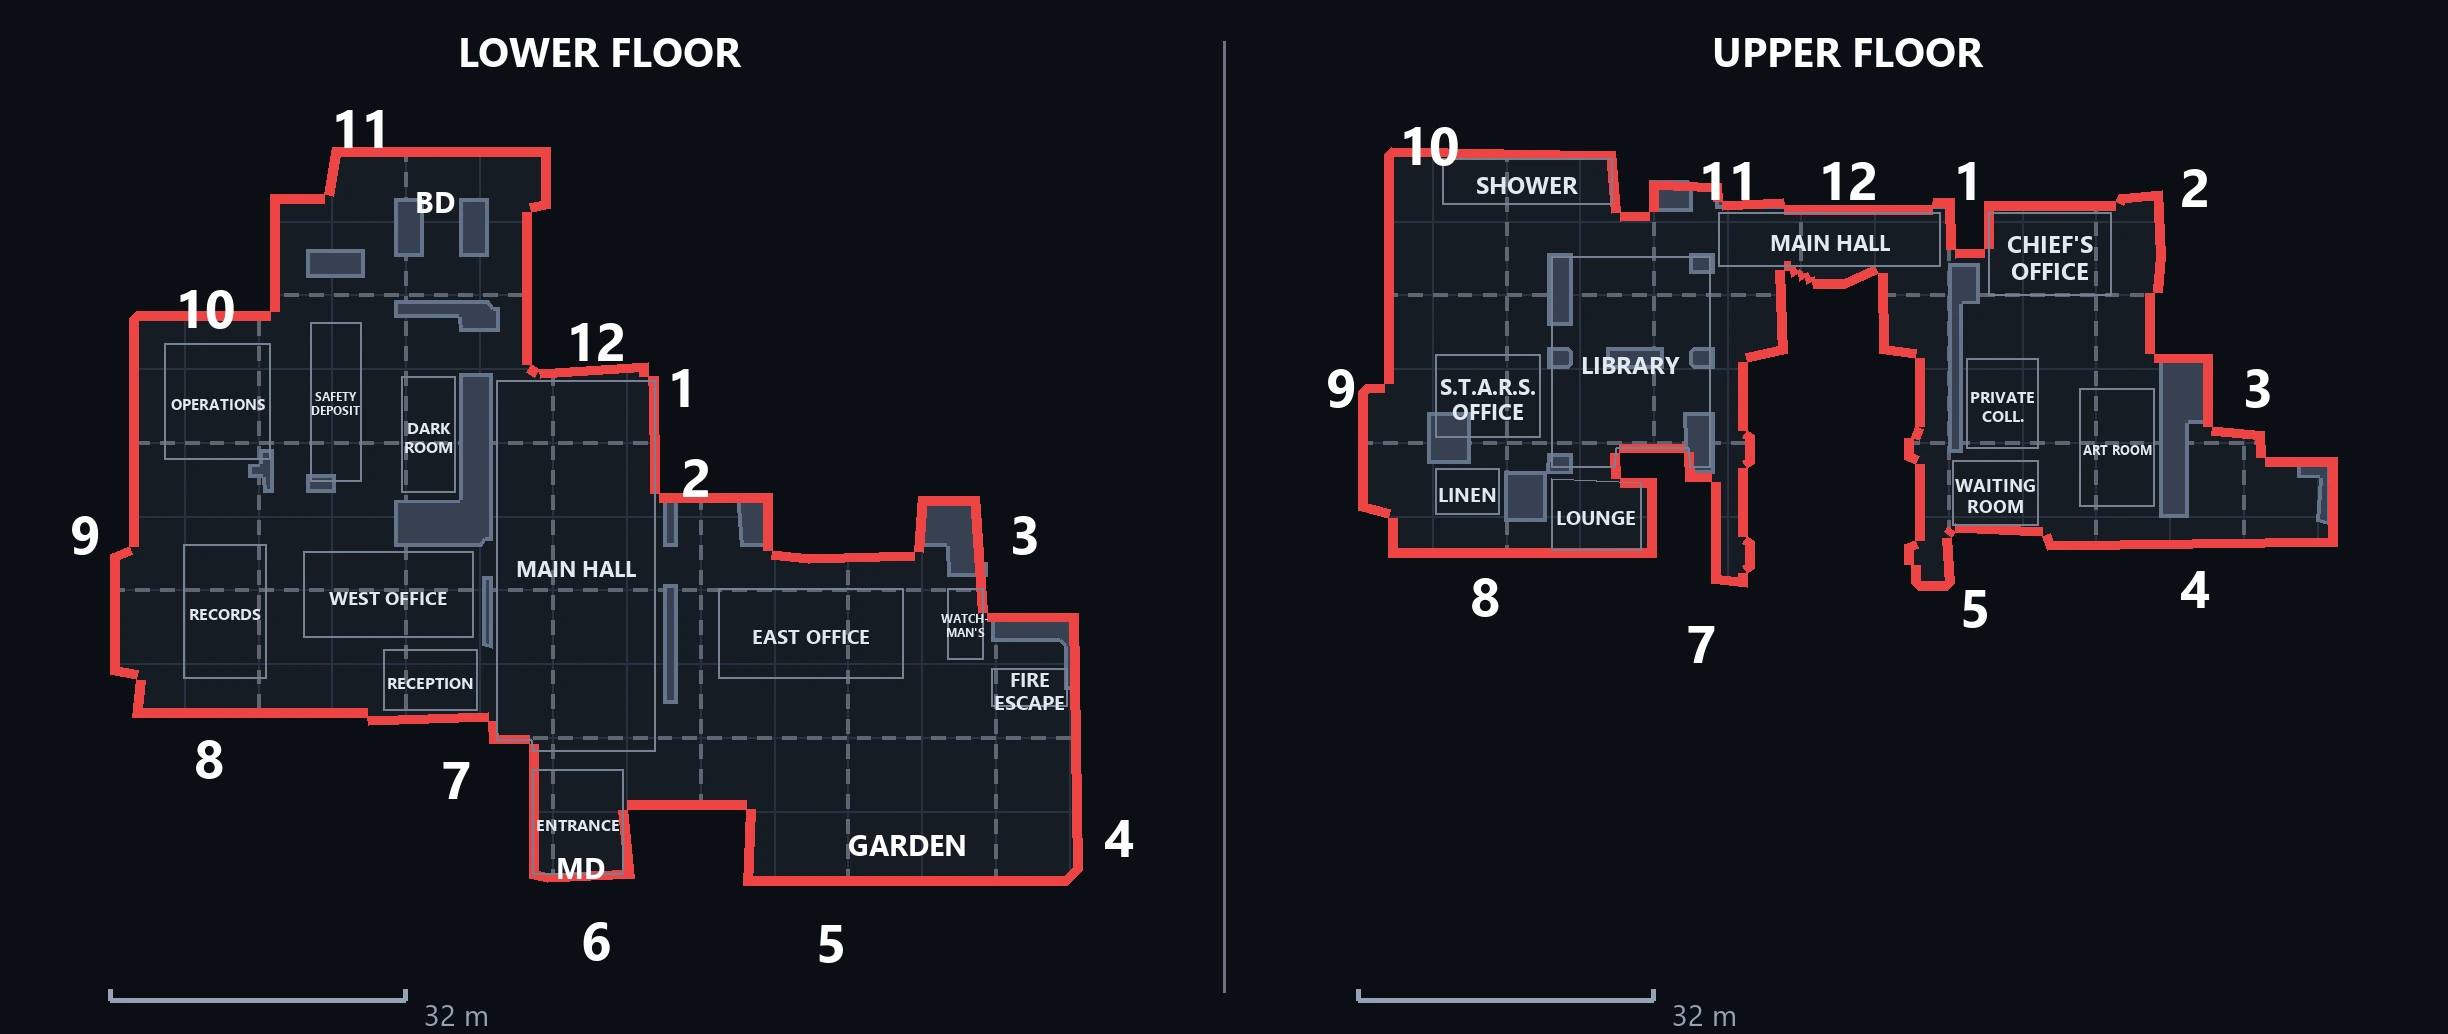 LOWER FLOOR
11
BD
10
12
1
OPERATIONS
SAFETY
DEPOSIT
DARK
ROOM
2
9
3
MAIN HALL
WEST OFFICE
RECORDS
EAST OFFICE
WATCH-
MAN'S
RECEPTION
FIRE
ESCAPE
8
7
ENTRANCE
MD
GARDEN
4
6
5
32 m
UPPER FLOOR
10
SHOWER
11
12
1
2
MAIN HALL
CHIEF'S
OFFICE
LIBRARY
9
S.T.A.R.S.
OFFICE
PRIVATE
COLL.
3
ART ROOM
LINEN
LOUNGE
WAITING
ROOM
8
7
5
4
32 m